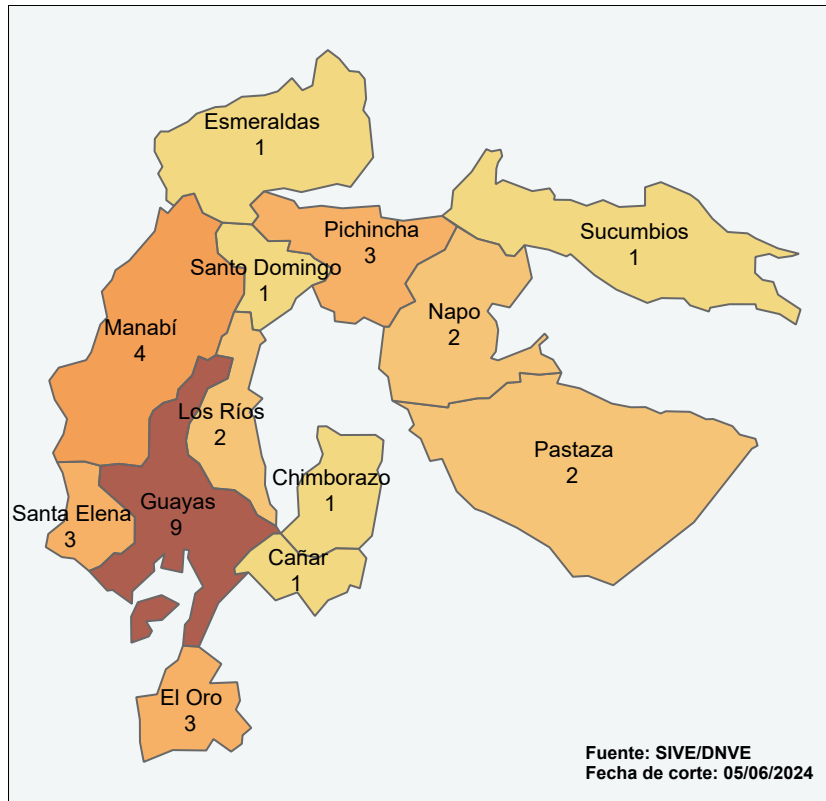 Esmeraldas
1
Pichincha
3
Sucumbios
1
Santo Domingo
1
Napo
2
Manabí
4
Los Ríos
2
Pastaza
2
Chimborazo
1
Guayas
9
Santa Elena
3
Cañar
1
El Oro
3
Fuente: SIVE/DNVE
Fecha de corte: 05/06/2024